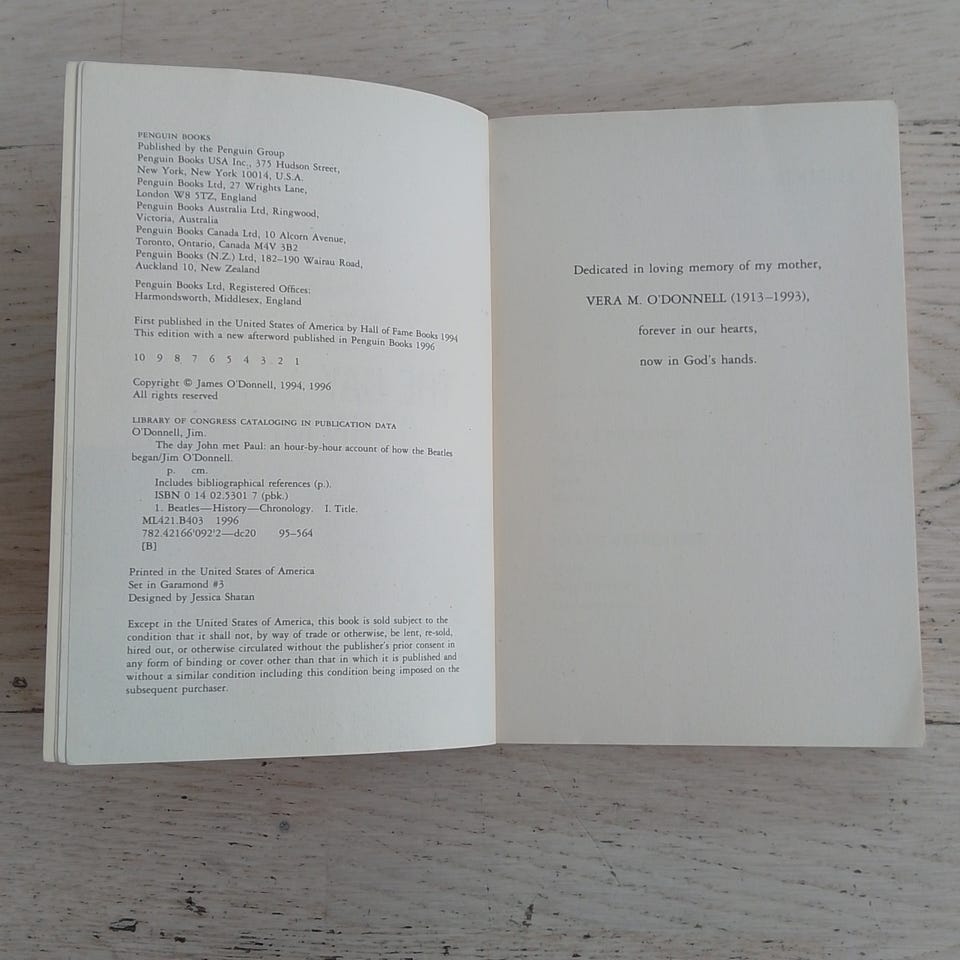 PENGUIN BOOKS
Published by the Penguin Group
Penguin Books USA Inc., 375 Hudson Street,
New York, New York 10014, U.S.A.
Penguin Books Ltd, 27 Wrights Lane,
London W8 5TZ, England
Penguin Books Australia Ltd, Ringwood,
Victoria, Australia
Penguin Books Canada Ltd, 10 Alcorn Avenue,
Toronto, Ontario, Canada M4V 3B2
Penguin Books (N.Z.) Ltd, 182–190 Wairau Road,
Auckland 10, New Zealand
Penguin Books Ltd, Registered Offices:
Harmondsworth, Middlesex, England
First published in the United States of America by Hall of Fame Books 1994
This edition with a new afterword published in Penguin Books 1996
10 9 8 7 6 5 4 3 2 1
Copyright © James O'Donnell, 1994, 1996
All rights reserved
LIBRARY OF CONGRESS CATALOGING IN PUBLICATION DATA
O'Donnell, Jim.
The day John met Paul: an hour-by-hour account of how the Beatles
began/Jim O'Donnell.
p. cm.
Includes bibliographical references (p.).
ISBN 0 14 02.5301 7 (pbk.)
1. Beatles—History—Chronology. I. Title.
ML421.B403 1996
782.42166'092'2—dc20 95–564
[B]
Printed in the United States of America
Set in Garamond #3
Designed by Jessica Shatan
Except in the United States of America, this book is sold subject to the
condition that it shall not, by way of trade or otherwise, be lent, re-sold,
hired out, or otherwise circulated without the publisher's prior consent in
any form of binding or cover other than that in which it is published and
without a similar condition including this condition being imposed on the
subsequent purchaser.
Dedicated in loving memory of my mother,
VERA M. O'DONNELL (1913–1993),
forever in our hearts,
now in God's hands.